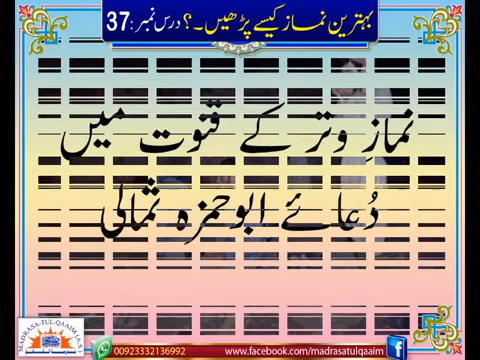 بہترین نماز کیسے پڑھیں۔؟ درس نمبر: 37
نمازِ وتر کے قنوت میں
دُعائے ابوحمزہ ثمالی
MADRASA-TUL-QAAIM (A.S.)
00923332136992
www.facebook.com/madrasatulqaaim